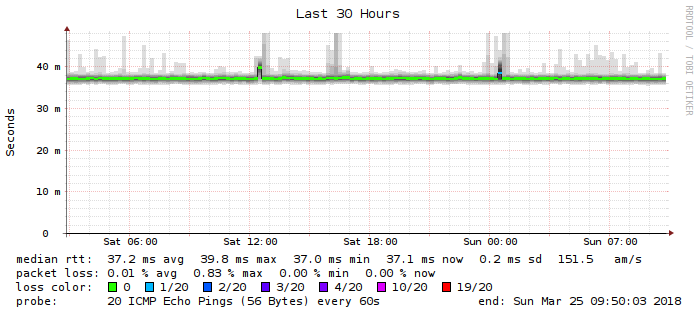 Last 30 Hours
RRDTOOL / TOBI OETIKER
Seconds
40 m
30 m
20 m
10 m
0
Sat 06:00 Sat 12:00 Sat 18:00 Sun 00:00 Sun 07:00
median rtt: 37.2 ms avg 39.8 ms max 37.0 ms min 37.1 ms now 0.2 ms sd 151.5 am/s
packet loss: 0.01 % avg 0.83 % max 0.00 % min 0.00 % now
loss color: 0 1/20 2/20 3/20 4/20 10/20 19/20
probe: 20 ICMP Echo Pings (56 Bytes) every 60s end: Sun Mar 25 09:50:03 2018